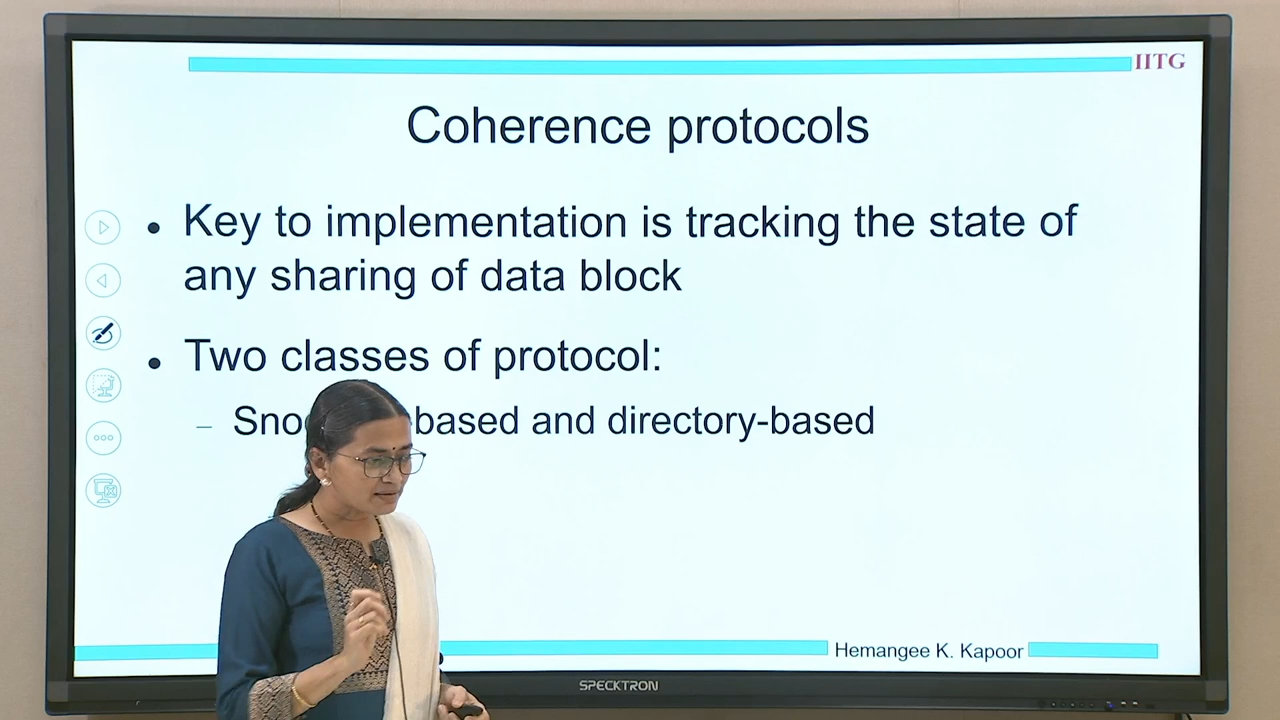 IITG
Coherence protocols
• Key to implementation is tracking the state of
any sharing of data block
• Two classes of protocol:
– based and directory-based
Hemangee K. Kapoor
SPECKTRON